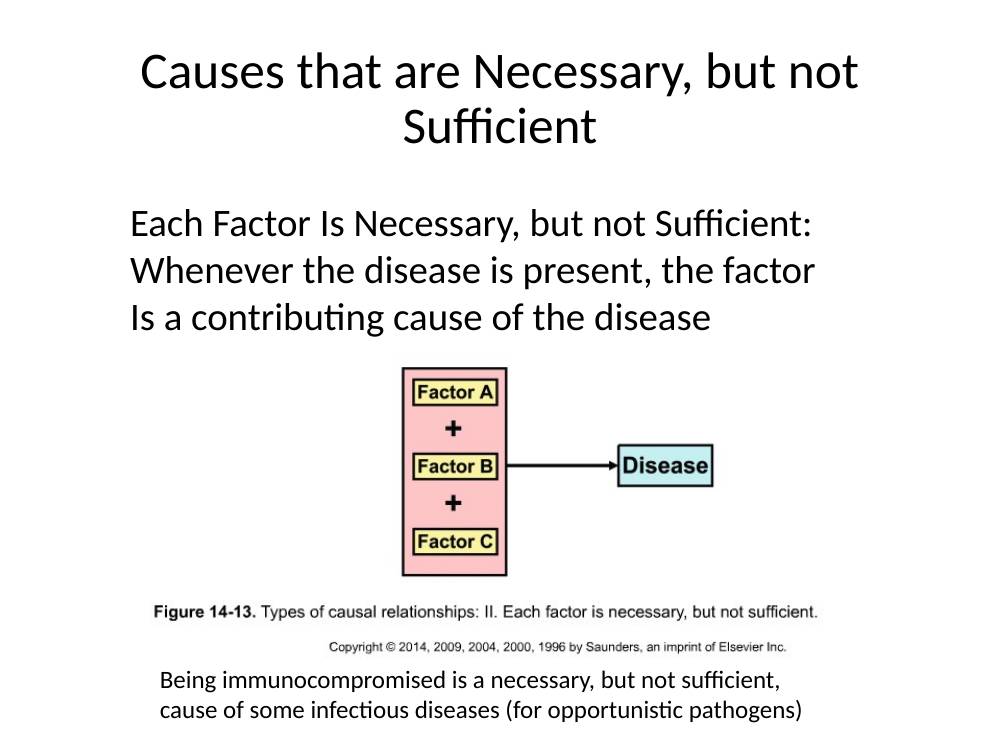 Causes that are Necessary, but not
Sufficient
Each Factor Is Necessary, but not Sufficient:
Whenever the disease is present, the factor
Is a contributing cause of the disease
Factor A
+
Factor B
+
Factor C
Disease
Figure 14-13. Types of causal relationships: II. Each factor is necessary, but not sufficient.
Copyright © 2014, 2009, 2004, 2000, 1996 by Saunders, an imprint of Elsevier Inc.
Being immunocompromised is a necessary, but not sufficient,
cause of some infectious diseases (for opportunistic pathogens)